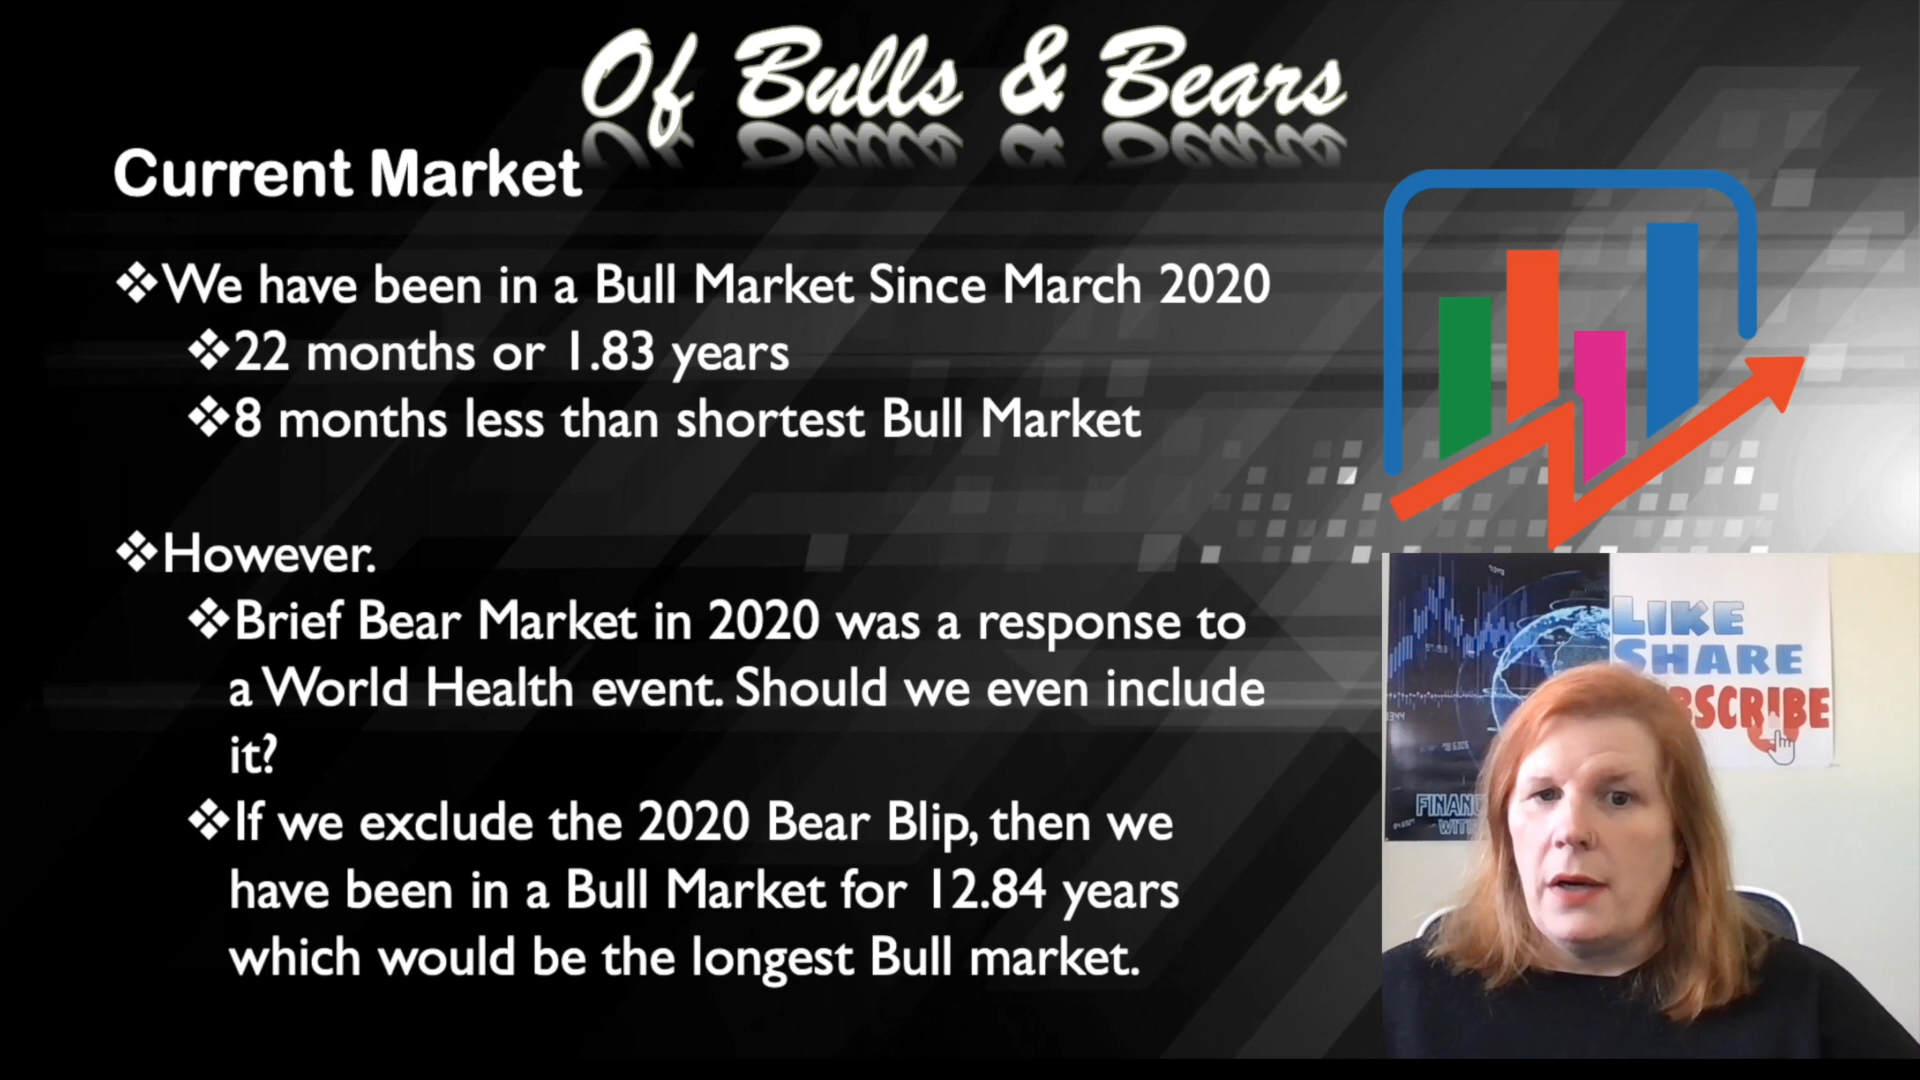 Of Bulls & Bears
Current Market
❖We have been in a Bull Market Since March 2020
❖22 months or 1.83 years
❖8 months less than shortest Bull Market
❖However.
❖Brief Bear Market in 2020 was a response to
a World Health event. Should we even include
it?
❖If we exclude the 2020 Bear Blip, then we
have been in a Bull Market for 12.84 years
which would be the longest Bull market.
LIKE
SHARE
BSCRIBE
FINANC
WIT